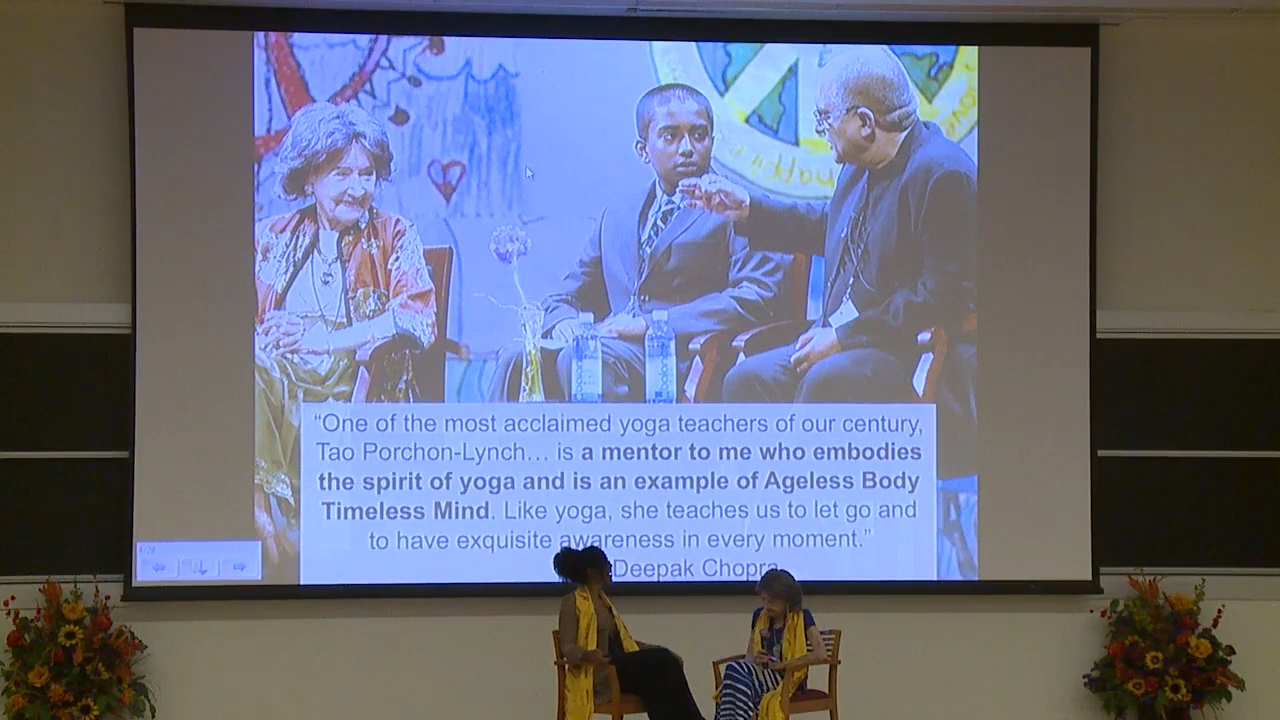 happi
“One of the most acclaimed yoga teachers of our century,
Tao Porchon-Lynch… is a mentor to me who embodies
the spirit of yoga and is an example of Ageless Body
Timeless Mind. Like yoga, she teaches us to let go and
to have exquisite awareness in every moment.”
Deepak Chopra